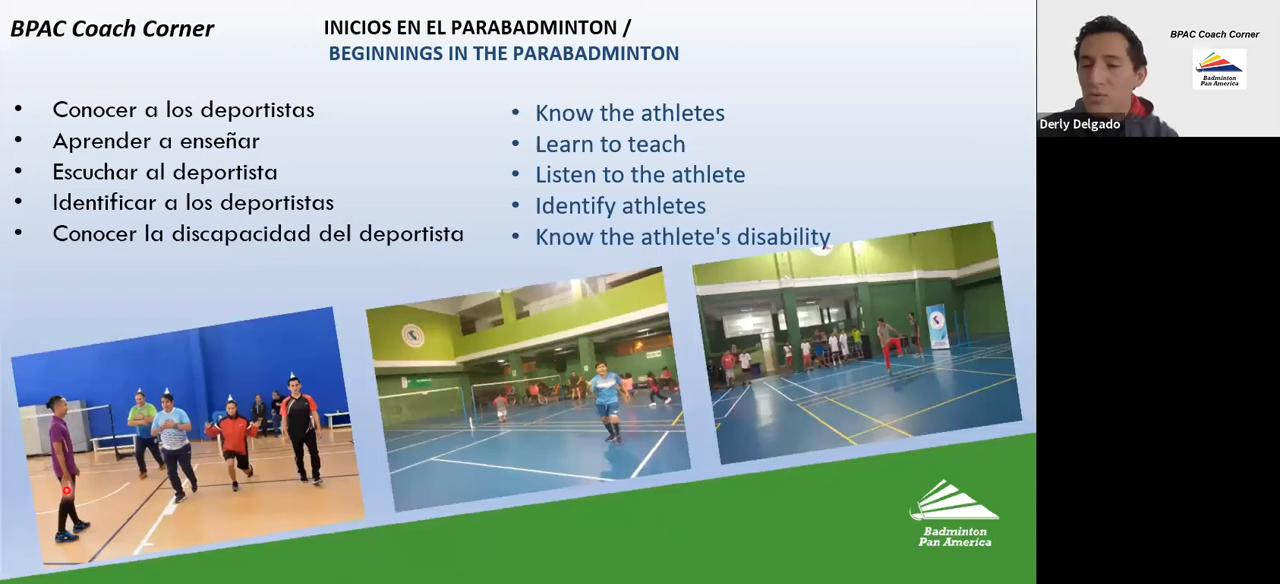 BPAC Coach Corner
INICIOS EN EL PARABADMINTON /
BEGINNINGS IN THE PARABADMINTON
• Conocer a los deportistas
• Aprender a enseñar
• Escuchar al deportista
• Identificar a los deportistas
• Conocer la discapacidad del deportista
• Know the athletes
• Learn to teach
• Listen to the athlete
• Identify athletes
• Know the athlete's disability
Badminton
Pan America
BPAC Coach Corner
Badminton
Pan America
Derly Delgado